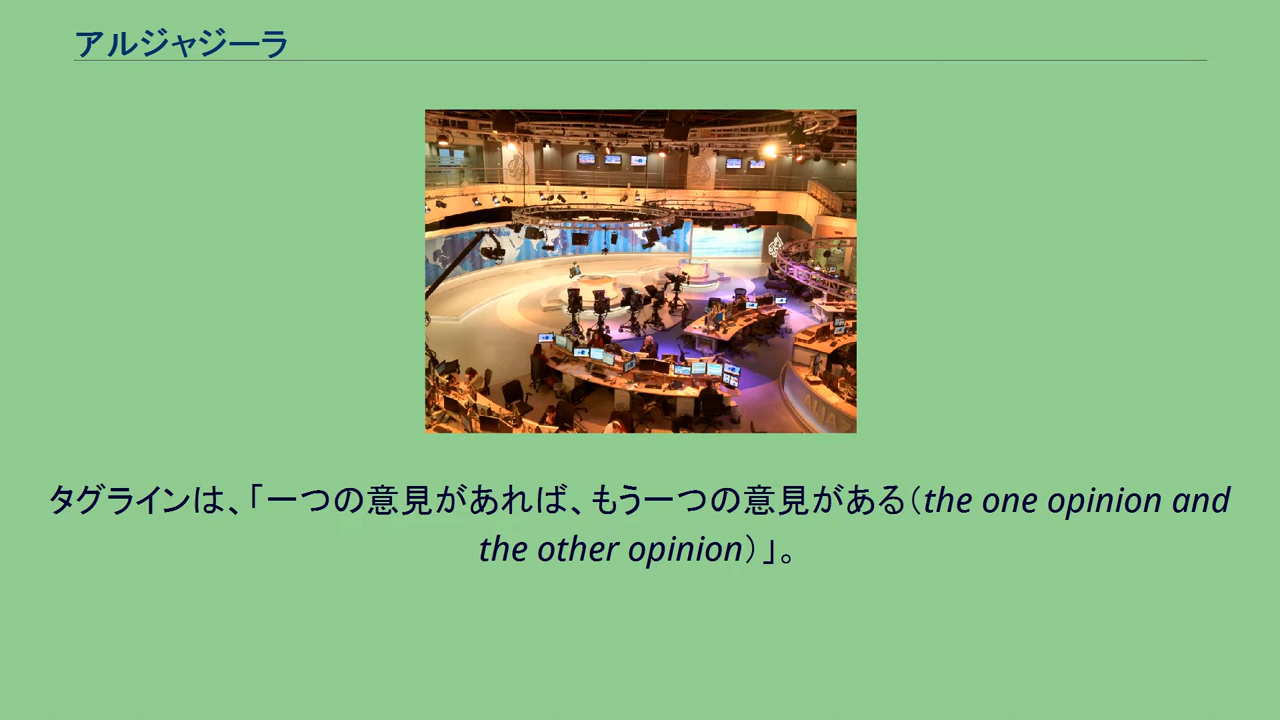 アルジャジーラ
タグラインは、「一つの意見があれば、もう一つの意見がある（the one opinion and
the other opinion）」。